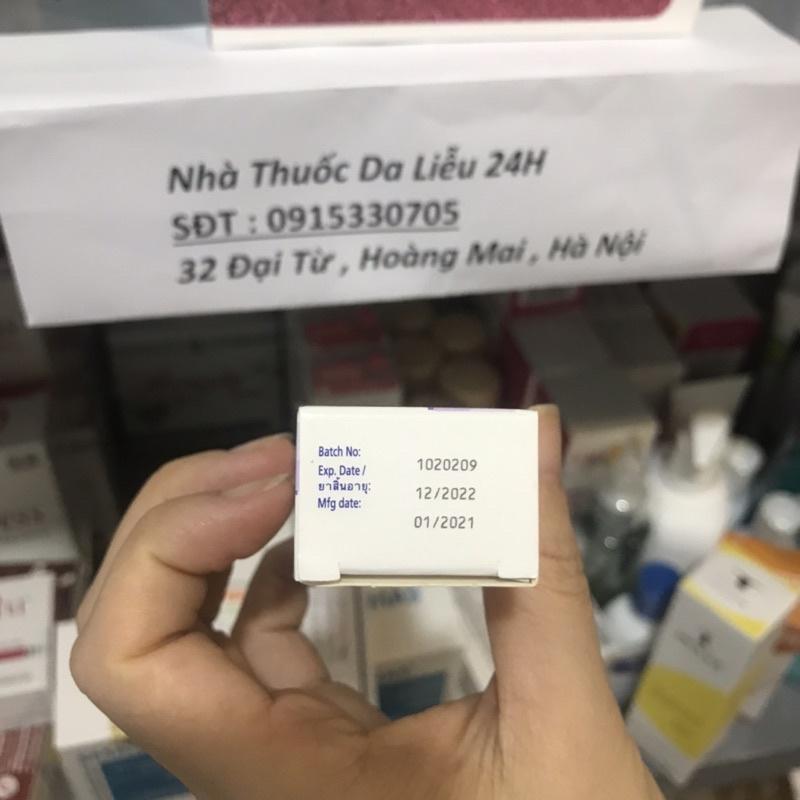 Nhà Thuốc Da Liễu 24H
SĐT : 0915330705
32 Đại Từ , Hoàng Mai , Hà Nội
Batch No: 1020209
Exp. Date / 12/2022
ยาสิ้นอายุ:
Mfg date: 01/2021